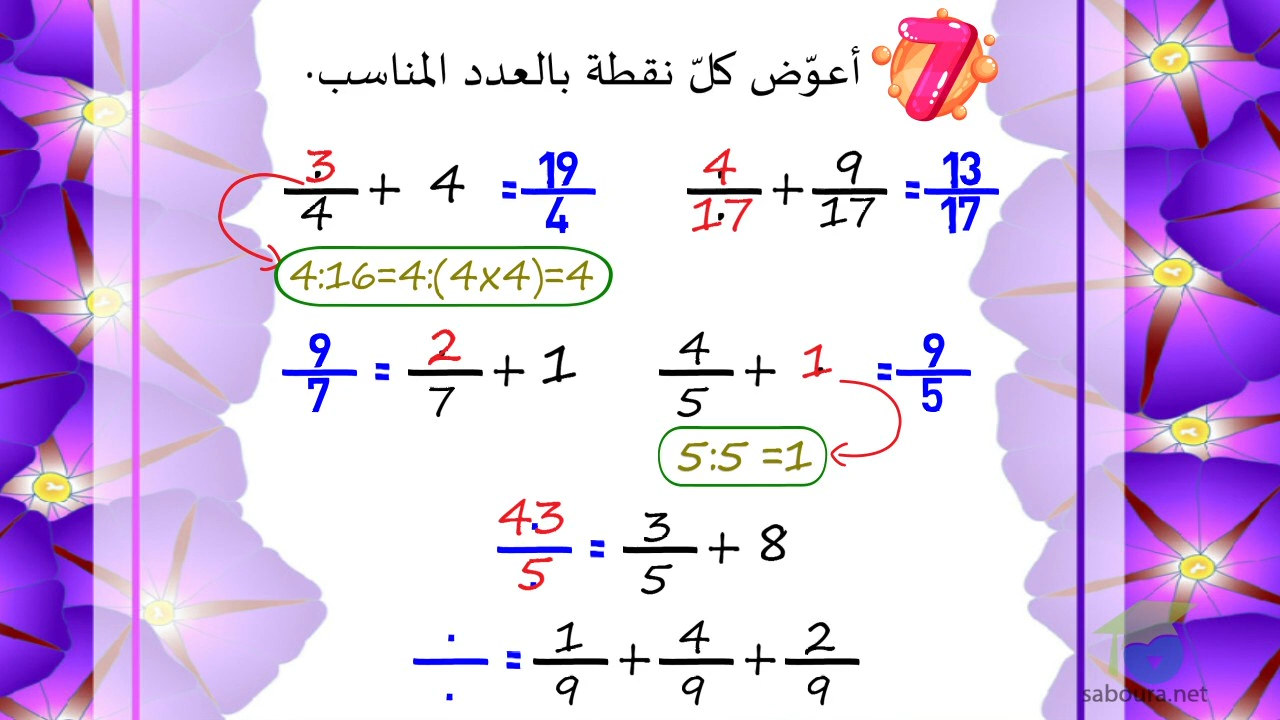 7 أعوّض كلّ نقطة بالعدد المناسب.
4/17 + 9/17 = 13/17
3/4 + 4 = 19/4
4:16=4:(4x4)=4
4/5 + 1 = 9/5
9/7 = 2/7 + 1
5:5 =1
43/5 = 3/5 + 8
./. = 1/9 + 4/9 + 2/9
saboura.net